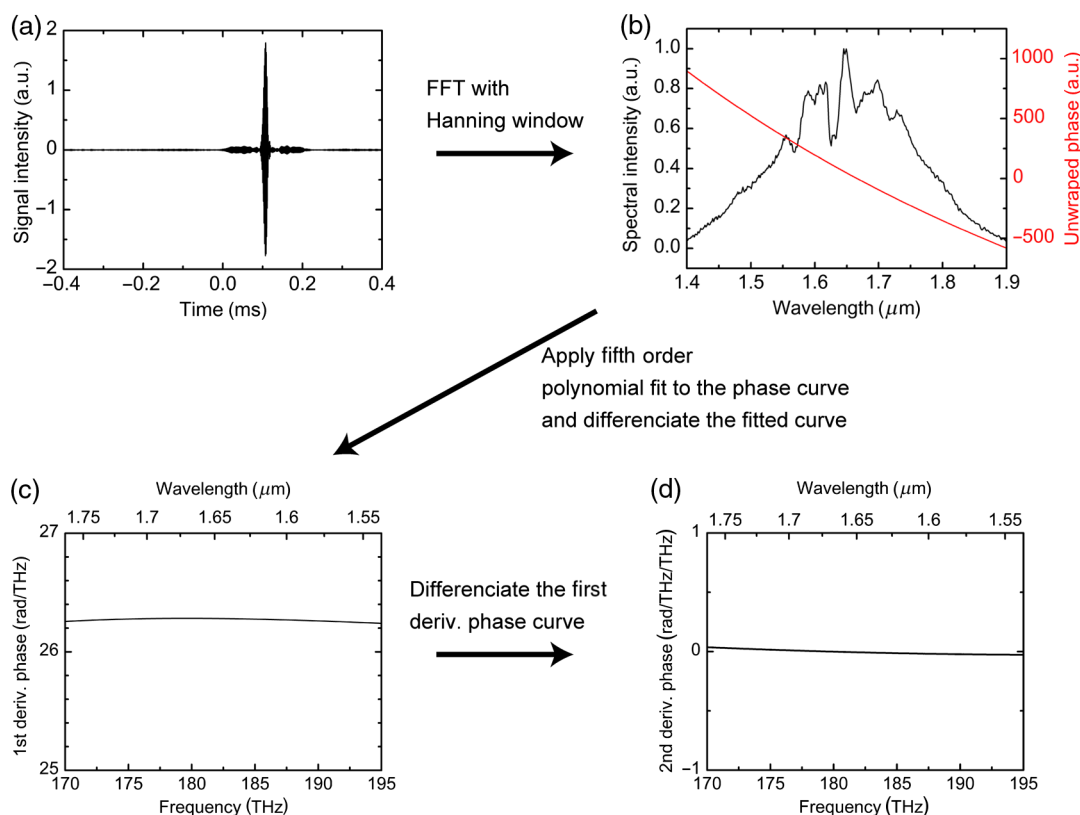 (a)
2
1
0
−1
−2
Signal intensity (a.u.)
−0.4 −0.2 0.0 0.2 0.4
Time (ms)
FFT with
Hanning window
(b)
1.0
0.8
0.6
0.4
0.2
0.0
Spectral intensity (a.u.)
1000
500
0
−500
Unwraped phase (a.u.)
1.4 1.5 1.6 1.7 1.8 1.9
Wavelength (μm)
Apply fifth order
polynomial fit to the phase curve
and differenciate the fitted curve
(c)
Wavelength (μm)
1.75 1.7 1.65 1.6 1.55
27
26
25
1st deriv. phase (rad/THz)
170 175 180 185 190 195
Frequency (THz)
Differenciate the first
deriv. phase curve
(d)
Wavelength (μm)
1.75 1.7 1.65 1.6 1.55
1
0
−1
2nd deriv. phase (rad/THz/THz)
170 175 180 185 190 195
Frequency (THz)